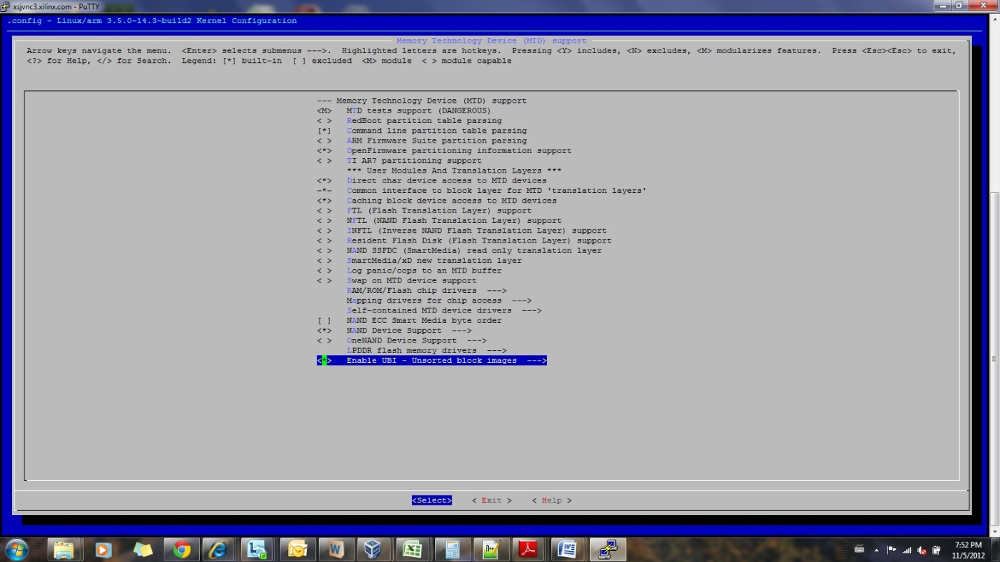 xsjvnc3.xilinx.com - PuTTY
.config - Linux/arm 3.5.0-14.3-build2 Kernel Configuration
Memory Technology Device (MTD) support
Arrow keys navigate the menu.  <Enter> selects submenus --->.  Highlighted letters are hotkeys.  Pressing <Y> includes, <N> excludes, <M> modularizes features.  Press <Esc><Esc> to exit,
<?> for Help, </> for Search.  Legend: [*] built-in  [ ] excluded  <M> module  < > module capable
--- Memory Technology Device (MTD) support
<M>   MTD tests support (DANGEROUS)
< >   RedBoot partition table parsing
[*]   Command line partition table parsing
< >   ARM Firmware Suite partition parsing
<*>   OpenFirmware partitioning information support
< >   TI AR7 partitioning support
*** User Modules And Translation Layers ***
<*>   Direct char device access to MTD devices
-*-   Common interface to block layer for MTD 'translation layers'
<*>   Caching block device access to MTD devices
< >   FTL (Flash Translation Layer) support
< >   NFTL (NAND Flash Translation Layer) support
< >   INFTL (Inverse NAND Flash Translation Layer) support
< >   Resident Flash Disk (Flash Translation Layer) support
< >   NAND SSFDC (SmartMedia) read only translation layer
< >   SmartMedia/xD new translation layer
< >   Log panic/oops to an MTD buffer
< >   Swap on MTD device support
RAM/ROM/Flash chip drivers  --->
Mapping drivers for chip access  --->
Self-contained MTD device drivers  --->
[ ]   NAND ECC Smart Media byte order
<*>   NAND Device Support  --->
< >   OneNAND Device Support  --->
LPDDR flash memory drivers  --->
<*>   Enable UBI - Unsorted block images  --->
<Select>    < Exit >    < Help >
7:52 PM
11/5/2012